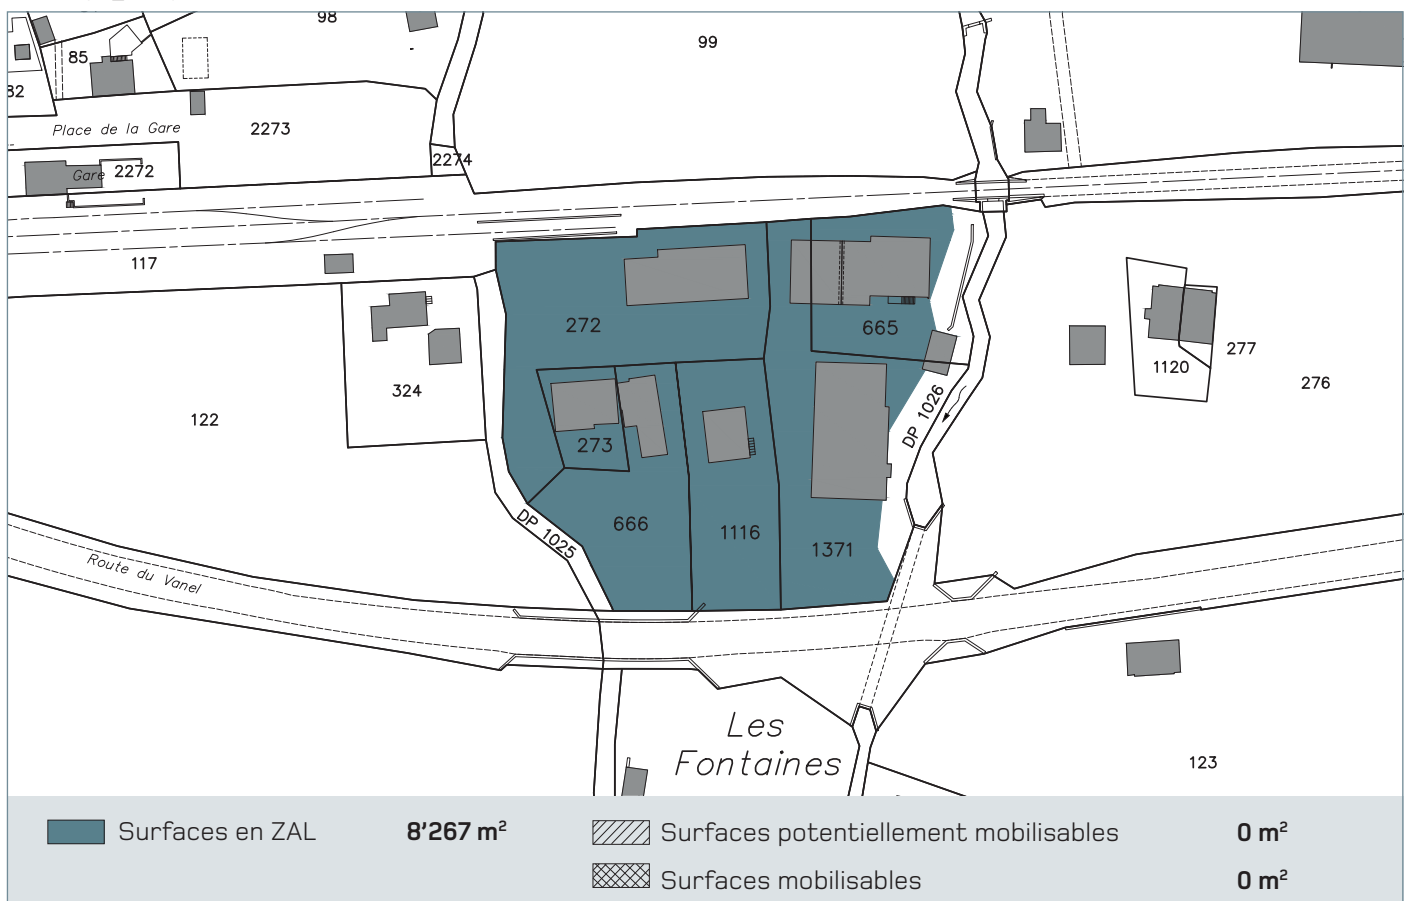 98
99
85
82
Place de la Gare
2273
2274
Gare
2272
117
272
665
277
1120
276
324
122
DP 1026
273
666
DP 1025
1116
1371
Route du Vanel
Les
Fontaines
123
Surfaces en ZAL 8'267 m²
Surfaces potentiellement mobilisables 0 m²
Surfaces mobilisables 0 m²